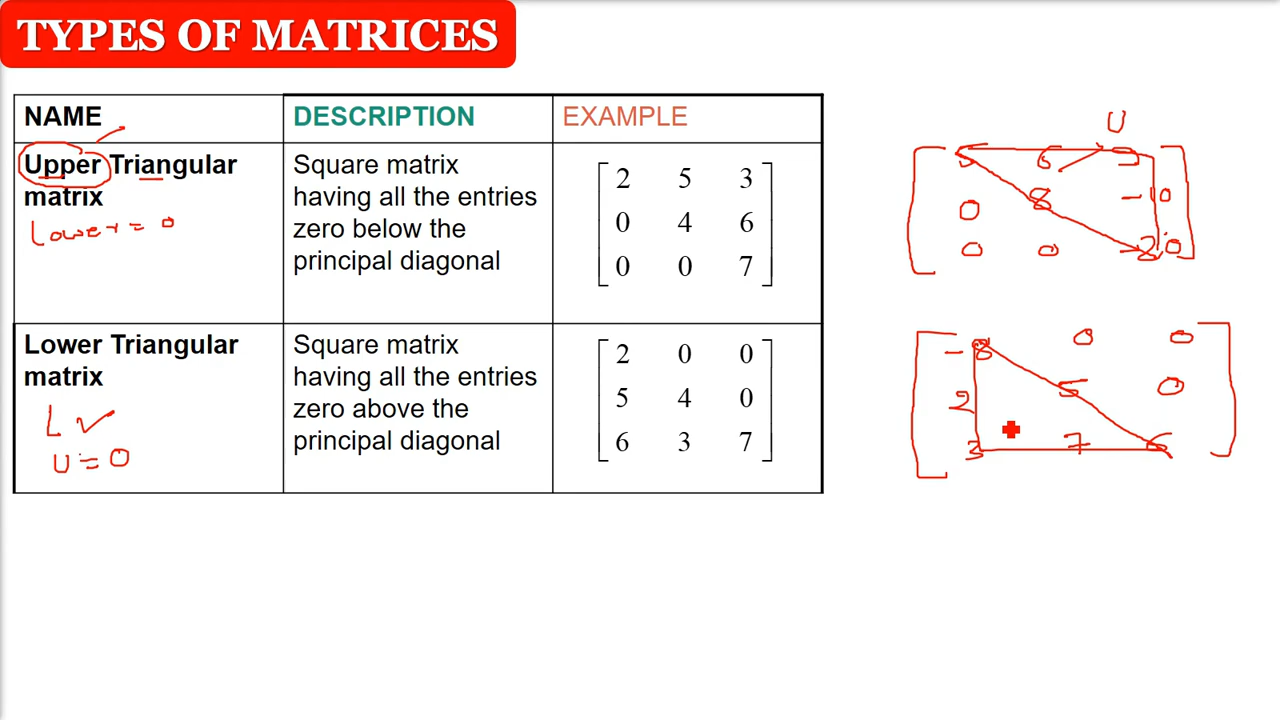 TYPES OF MATRICES
NAME DESCRIPTION EXAMPLE
Upper Triangular matrix
Lower = 0
Square matrix
having all the entries
zero below the
principal diagonal
2 5 3
0 4 6
0 0 7
Lower Triangular
matrix
L ✓
U = 0
Square matrix
having all the entries
zero above the
principal diagonal
2 0 0
5 4 0
6 3 7
U
5 6
0 8 -10
0 0
-8 0 0
2 5 0
3 7 6